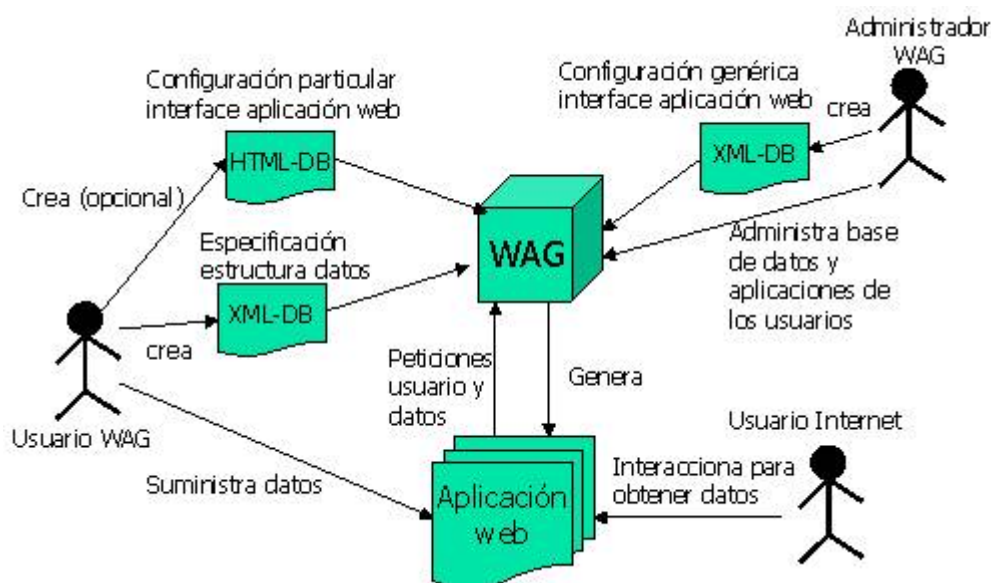 Administrador
WAG
Configuración particular
interface aplicación web
Configuración genérica
interface aplicación web
crea
HTML-DB
XML-DB
Crea (opcional)
WAG
Especificación
estructura datos
Administra base
de datos y
aplicaciones de
los usuarios
XML-DB
crea
Peticiones
usuario y
datos
Genera
Usuario WAG
Usuario Internet
Suministra datos
Interacciona para
obtener datos
Aplicación
web